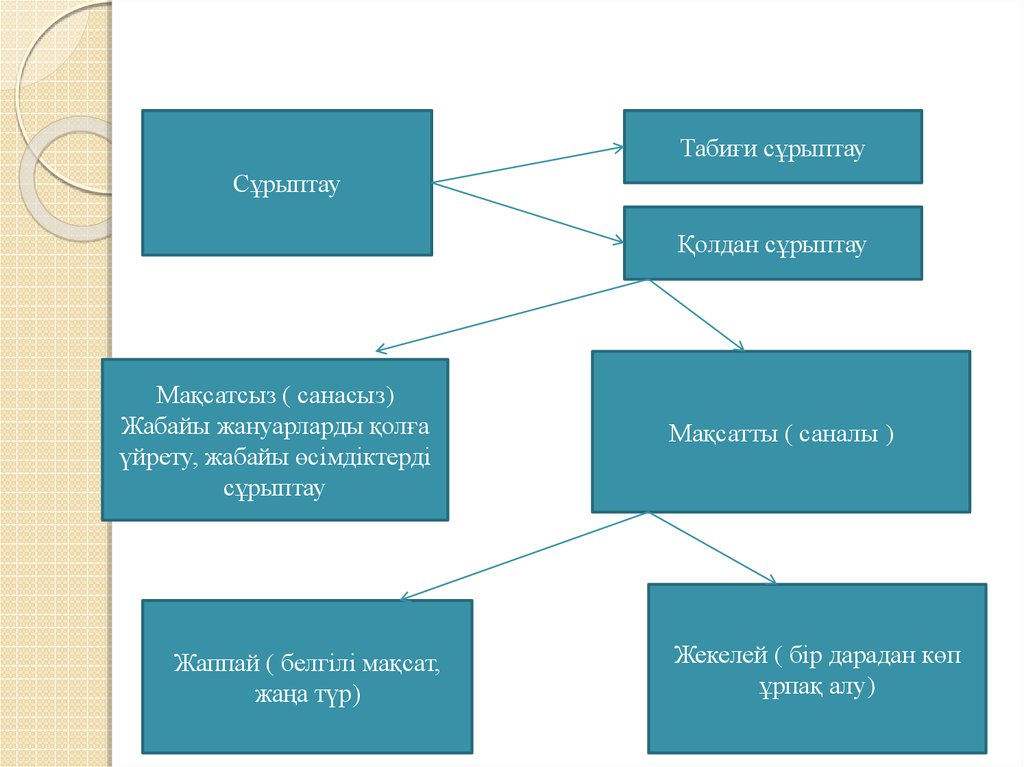 Сұрыптау
Табиғи сұрыптау
Қолдан сұрыптау
Мақсатсыз ( санасыз)
Жабайы жануарларды қолға
үйрету, жабайы өсімдіктерді
сұрыптау
Мақсатты ( саналы )
Жаппай ( белгілі мақсат,
жаңа түр)
Жекелей ( бір дарадан көп
ұрпақ алу)